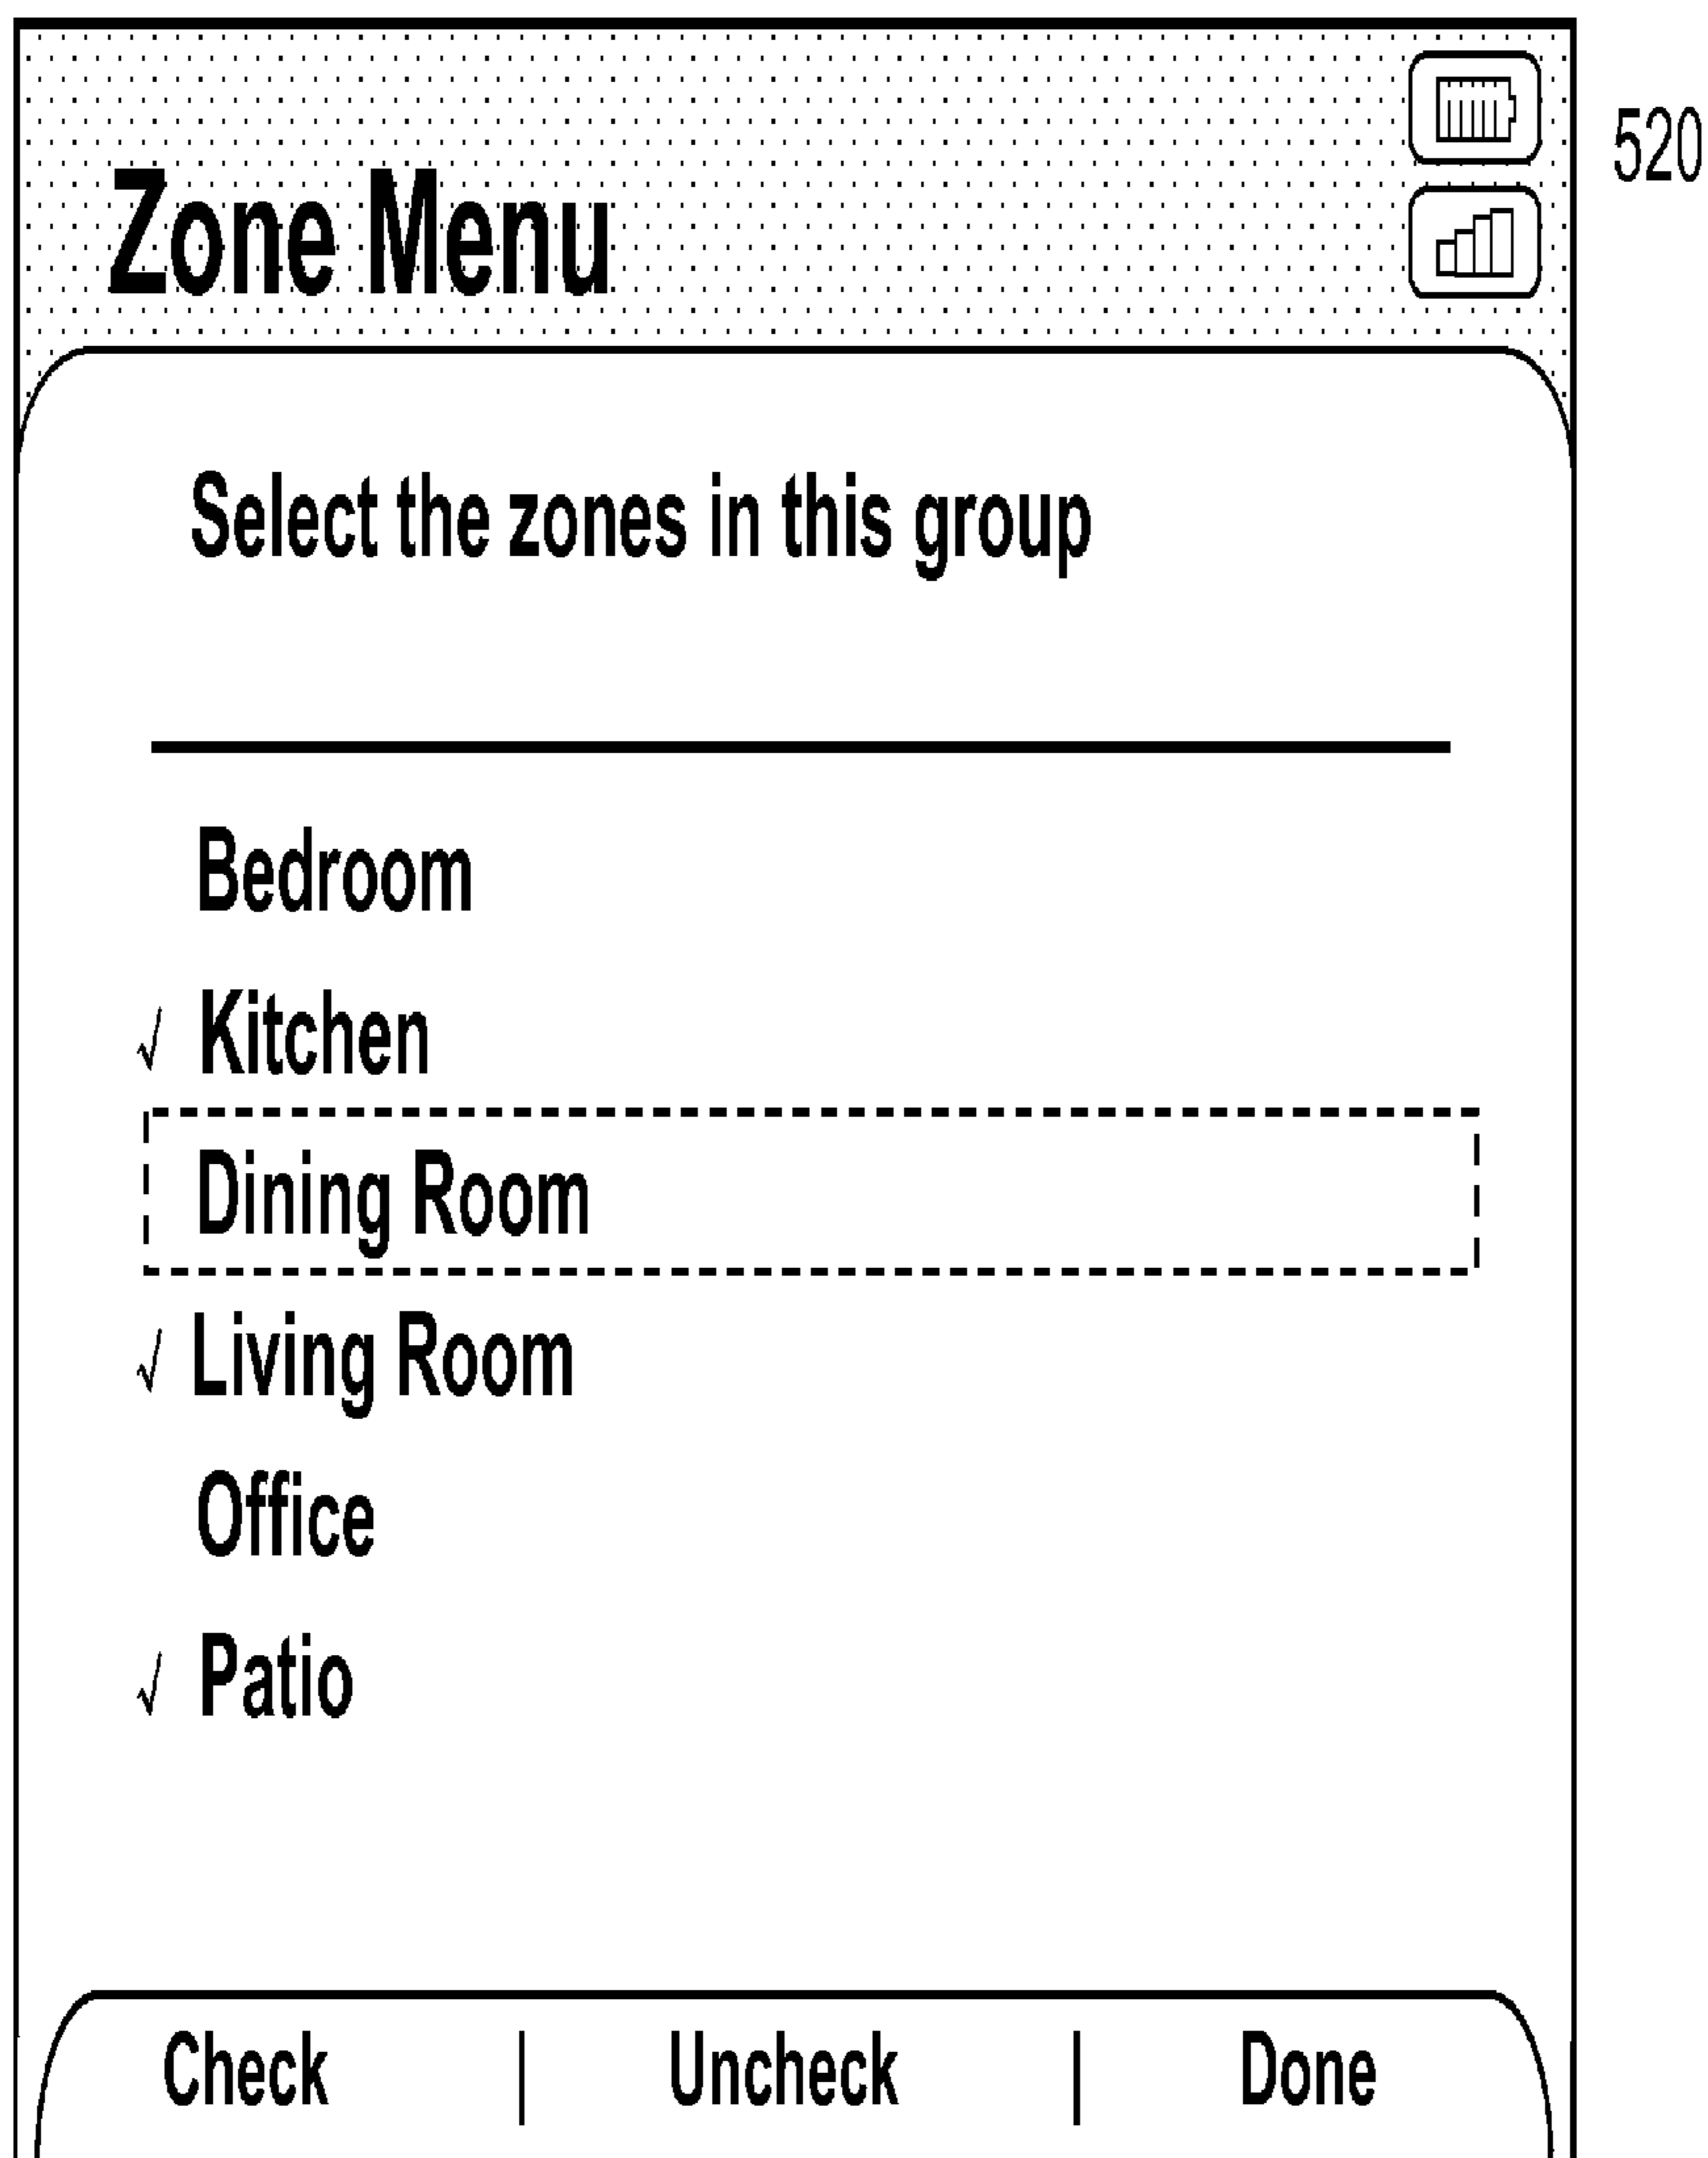 520
Zone Menu
Select the zones in this group
Bedroom
√ Kitchen
Dining Room
√ Living Room
Office
√ Patio
Check | Uncheck | Done